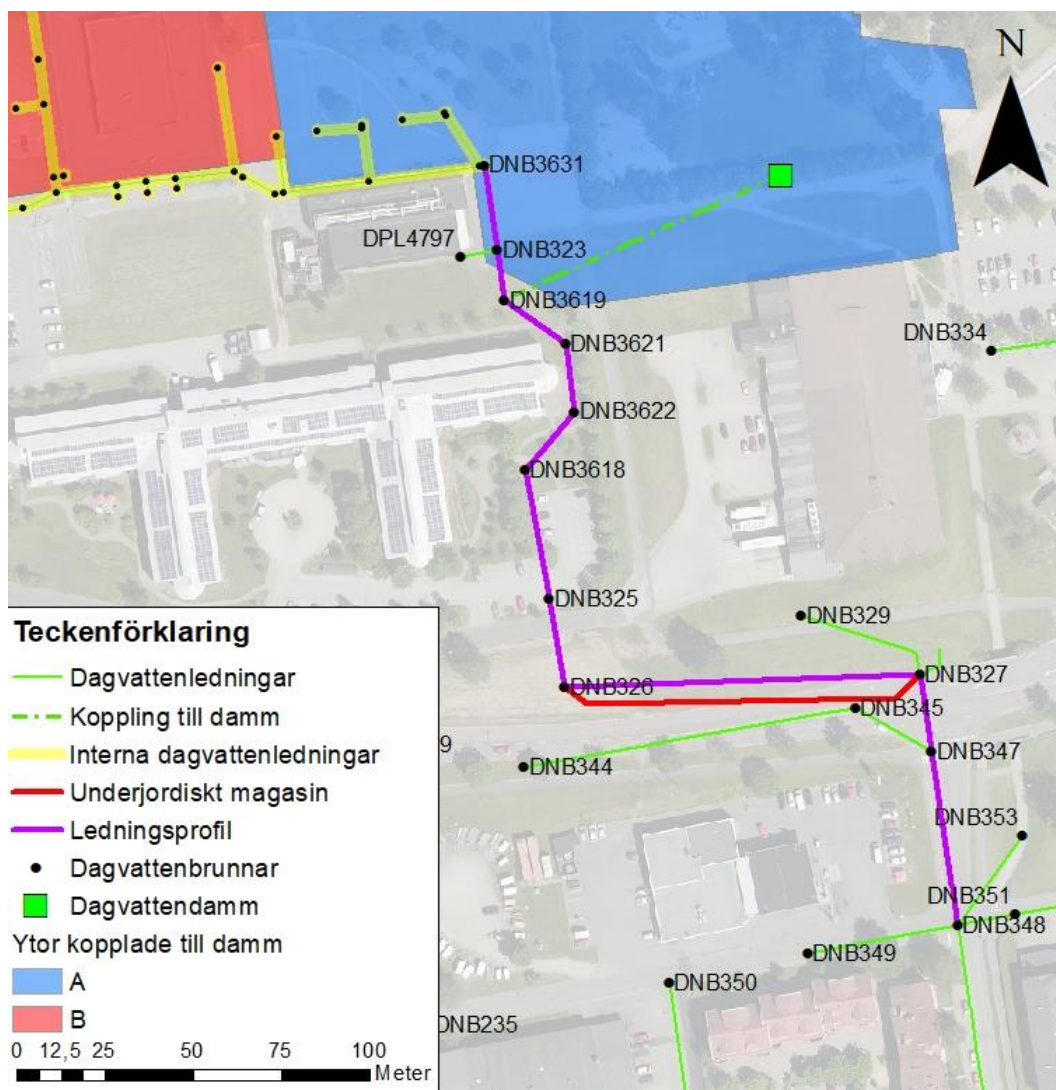 N
DNB3631
DPL4797
DNB323
DNB3619
DNB3621
DNB334
DNB3622
DNB3618
DNB325
DNB329
DNB326
DNB327
DNB345
9
DNB347
DNB344
DNB353
DNB351
DNB348
DNB349
DNB350
DNB235
Teckenförklaring
Dagvattenledningar
Koppling till damm
Interna dagvattenledningar
Underjordiskt magasin
Ledningsprofil
Dagvattenbrunnar
Dagvattendamm
Ytor kopplade till damm
A
B
0 12,5 25 50 75 100
Meter